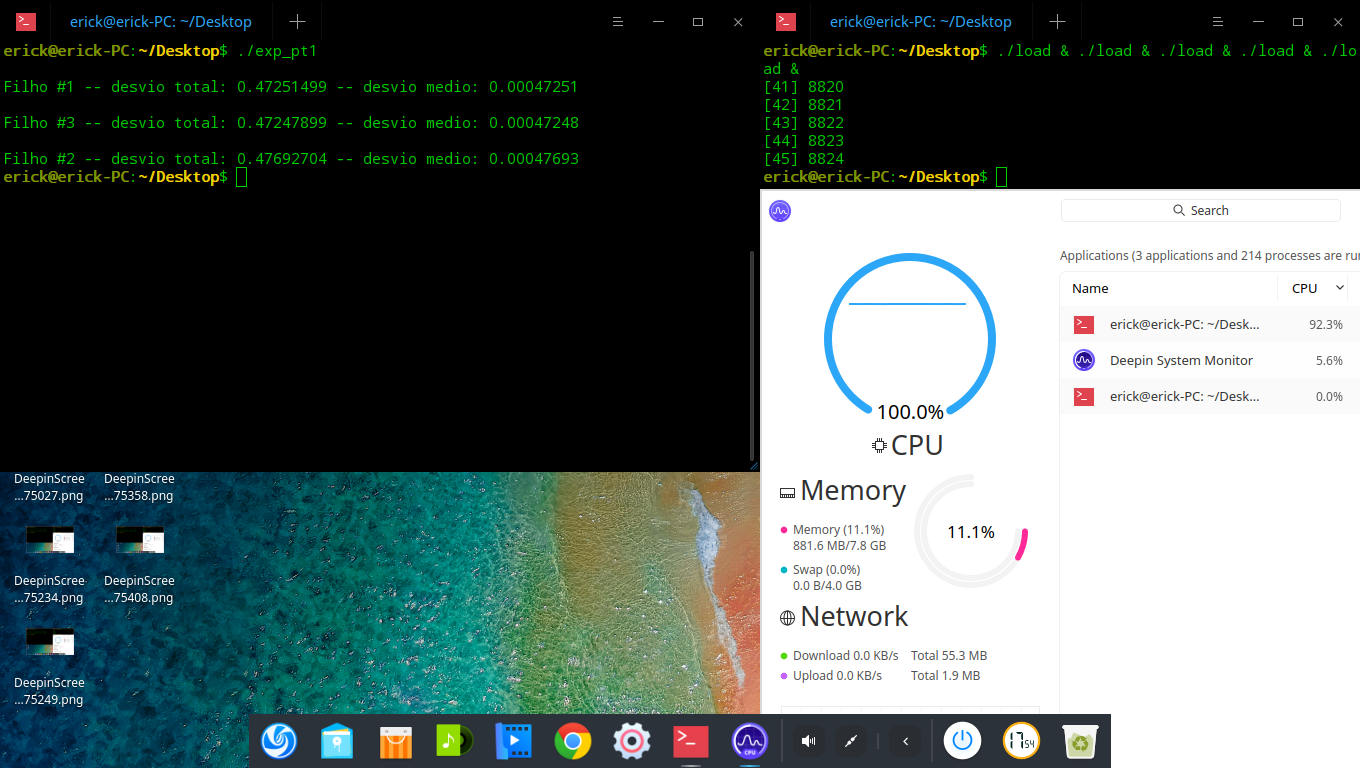 erick@erick-PC: ~/Desktop
erick@erick-PC:~/Desktop$ ./exp_pt1
Filho #1 -- desvio total: 0.47251499 -- desvio medio: 0.00047251
Filho #3 -- desvio total: 0.47247899 -- desvio medio: 0.00047248
Filho #2 -- desvio total: 0.47692704 -- desvio medio: 0.00047693
erick@erick-PC:~/Desktop$
erick@erick-PC: ~/Desktop
erick@erick-PC:~/Desktop$ ./load & ./load & ./load & ./load & ./lo
ad &
[41] 8820
[42] 8821
[43] 8822
[44] 8823
[45] 8824
erick@erick-PC:~/Desktop$
Search
100.0%
CPU
Memory
Memory (11.1%)
881.6 MB/7.8 GB
11.1%
Swap (0.0%)
0.0 B/4.0 GB
Network
Download 0.0 KB/s Total 55.3 MB
Upload 0.0 KB/s Total 1.9 MB
Applications (3 applications and 214 processes are ru
Name CPU
erick@erick-PC: ~/Desk... 92.3%
Deepin System Monitor 5.6%
erick@erick-PC: ~/Desk... 0.0%
DeepinScree
...75027.png
DeepinScree
...75358.png
DeepinScree
...75234.png
DeepinScree
...75408.png
DeepinScree
...75249.png
CPU
17 54